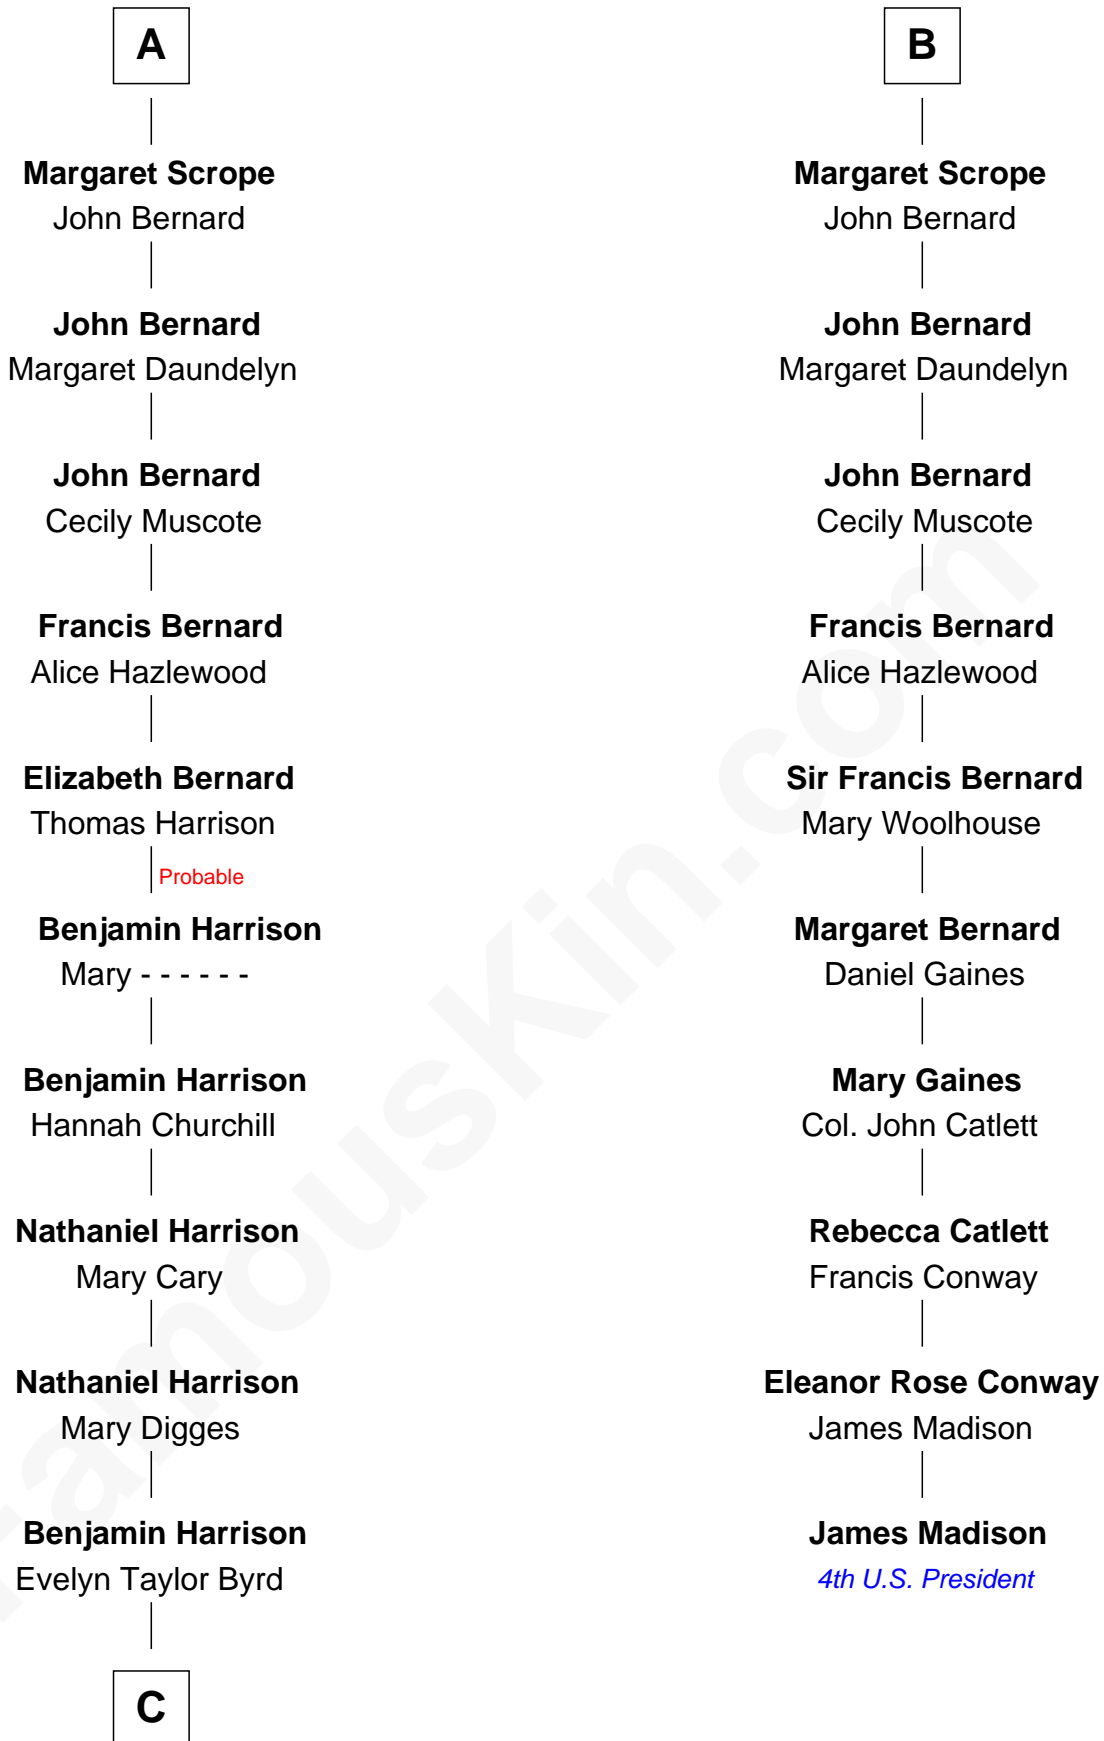 A
Margaret Scrope
John Bernard
John Bernard
Margaret Daundelyn
John Bernard
Cecily Muscote
Francis Bernard
Alice Hazlewood
Elizabeth Bernard
Thomas Harrison
Probable
Benjamin Harrison
Mary - - - - - -
Benjamin Harrison
Hannah Churchill
Nathaniel Harrison
Mary Cary
Nathaniel Harrison
Mary Digges
Benjamin Harrison
Evelyn Taylor Byrd
C
B
Margaret Scrope
John Bernard
John Bernard
Margaret Daundelyn
John Bernard
Cecily Muscote
Francis Bernard
Alice Hazlewood
Sir Francis Bernard
Mary Woolhouse
Margaret Bernard
Daniel Gaines
Mary Gaines
Col. John Catlett
Rebecca Catlett
Francis Conway
Eleanor Rose Conway
James Madison
James Madison
4th U.S. President
FamousKin.com